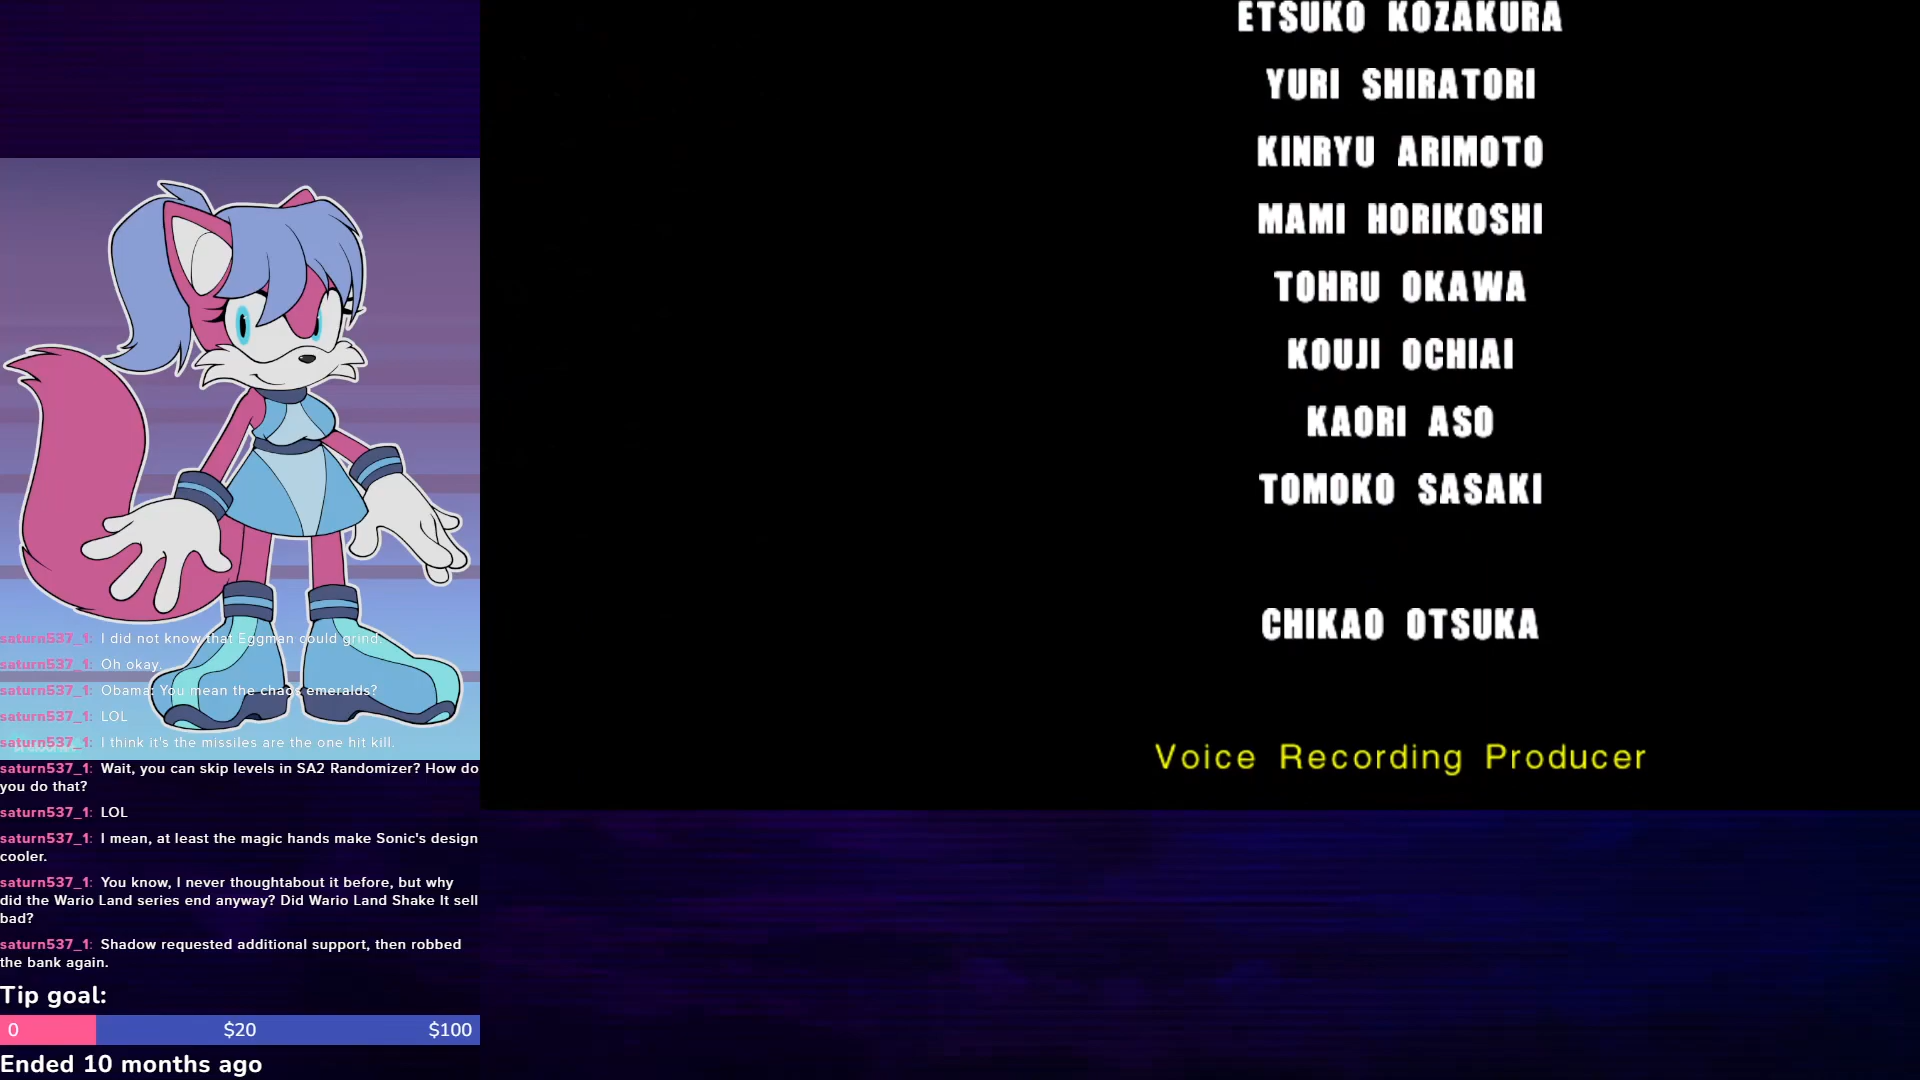 ETSUKO KOZAKURA
YURI SHIRATORI
KINRYU ARIMOTO
MAMI HORIKOSHI
TOHRU OKAWA
KOUJI OCHIAI
KAORI ASO
TOMOKO SASAKI
CHIKAO OTSUKA
Voice Recording Producer
saturn537_1: I did not know that Eggman could grind.
saturn537_1: Oh okay.
saturn537_1: Obama: You mean the chaos emeralds?
saturn537_1: LOL
saturn537_1: I think it's the missiles are the one hit kill.
saturn537_1: Wait, you can skip levels in SA2 Randomizer? How do
you do that?
saturn537_1: LOL
saturn537_1: I mean, at least the magic hands make Sonic's design
cooler.
saturn537_1: You know, I never thoughtabout it before, but why
did the Wario Land series end anyway? Did Wario Land Shake It sell
bad?
saturn537_1: Shadow requested additional support, then robbed
the bank again.
Tip goal:
0 $20 $100
Ended 10 months ago